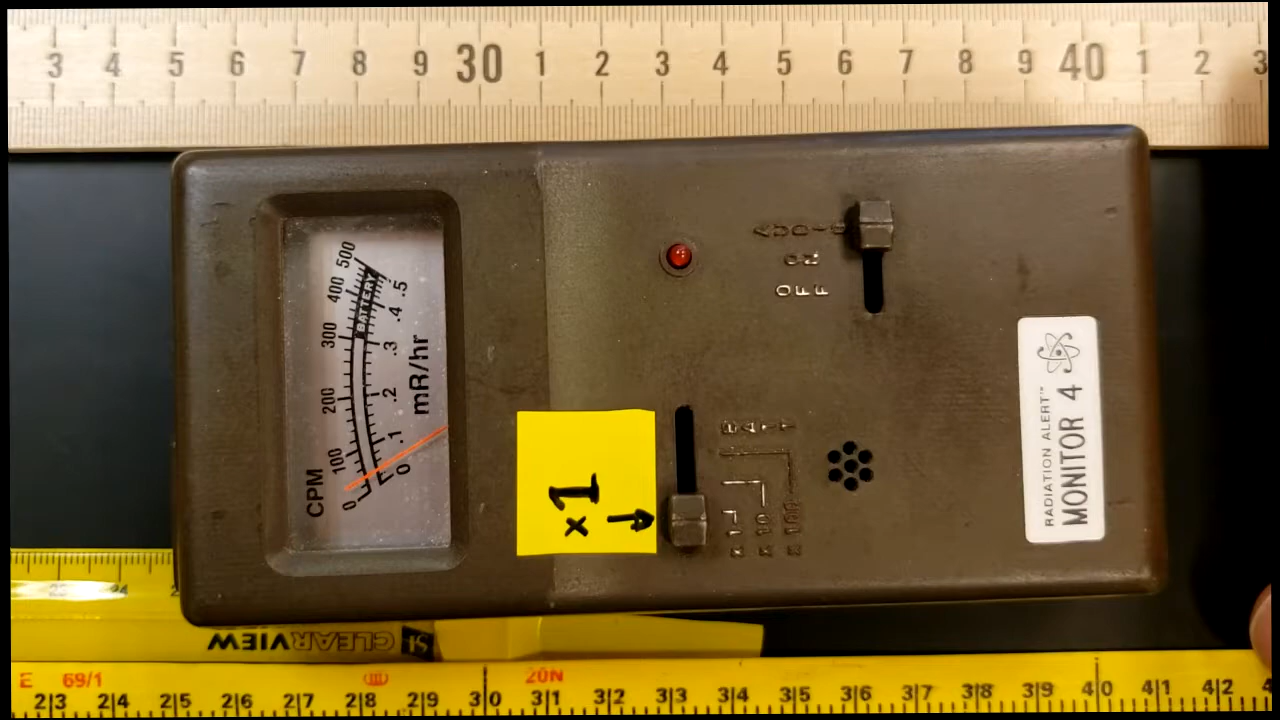 3 4 5 6 7 8 9 30 1 2 3 4 5 6 7 8 9 40 1 2 3
CPM
0 100 200 300 400 500
BATTERY
0 .1 .2 .3 .4 .5
mR/hr
AUDIO
ON
OFF
x1
BATT
x 1
x 10
x 100
RADIATION ALERT™
MONITOR 4
24
CLEARVIEW
E 69/1 III 20N
23 24 25 26 27 28 29 30 31 32 33 34 35 36 37 38 39 40 41 42